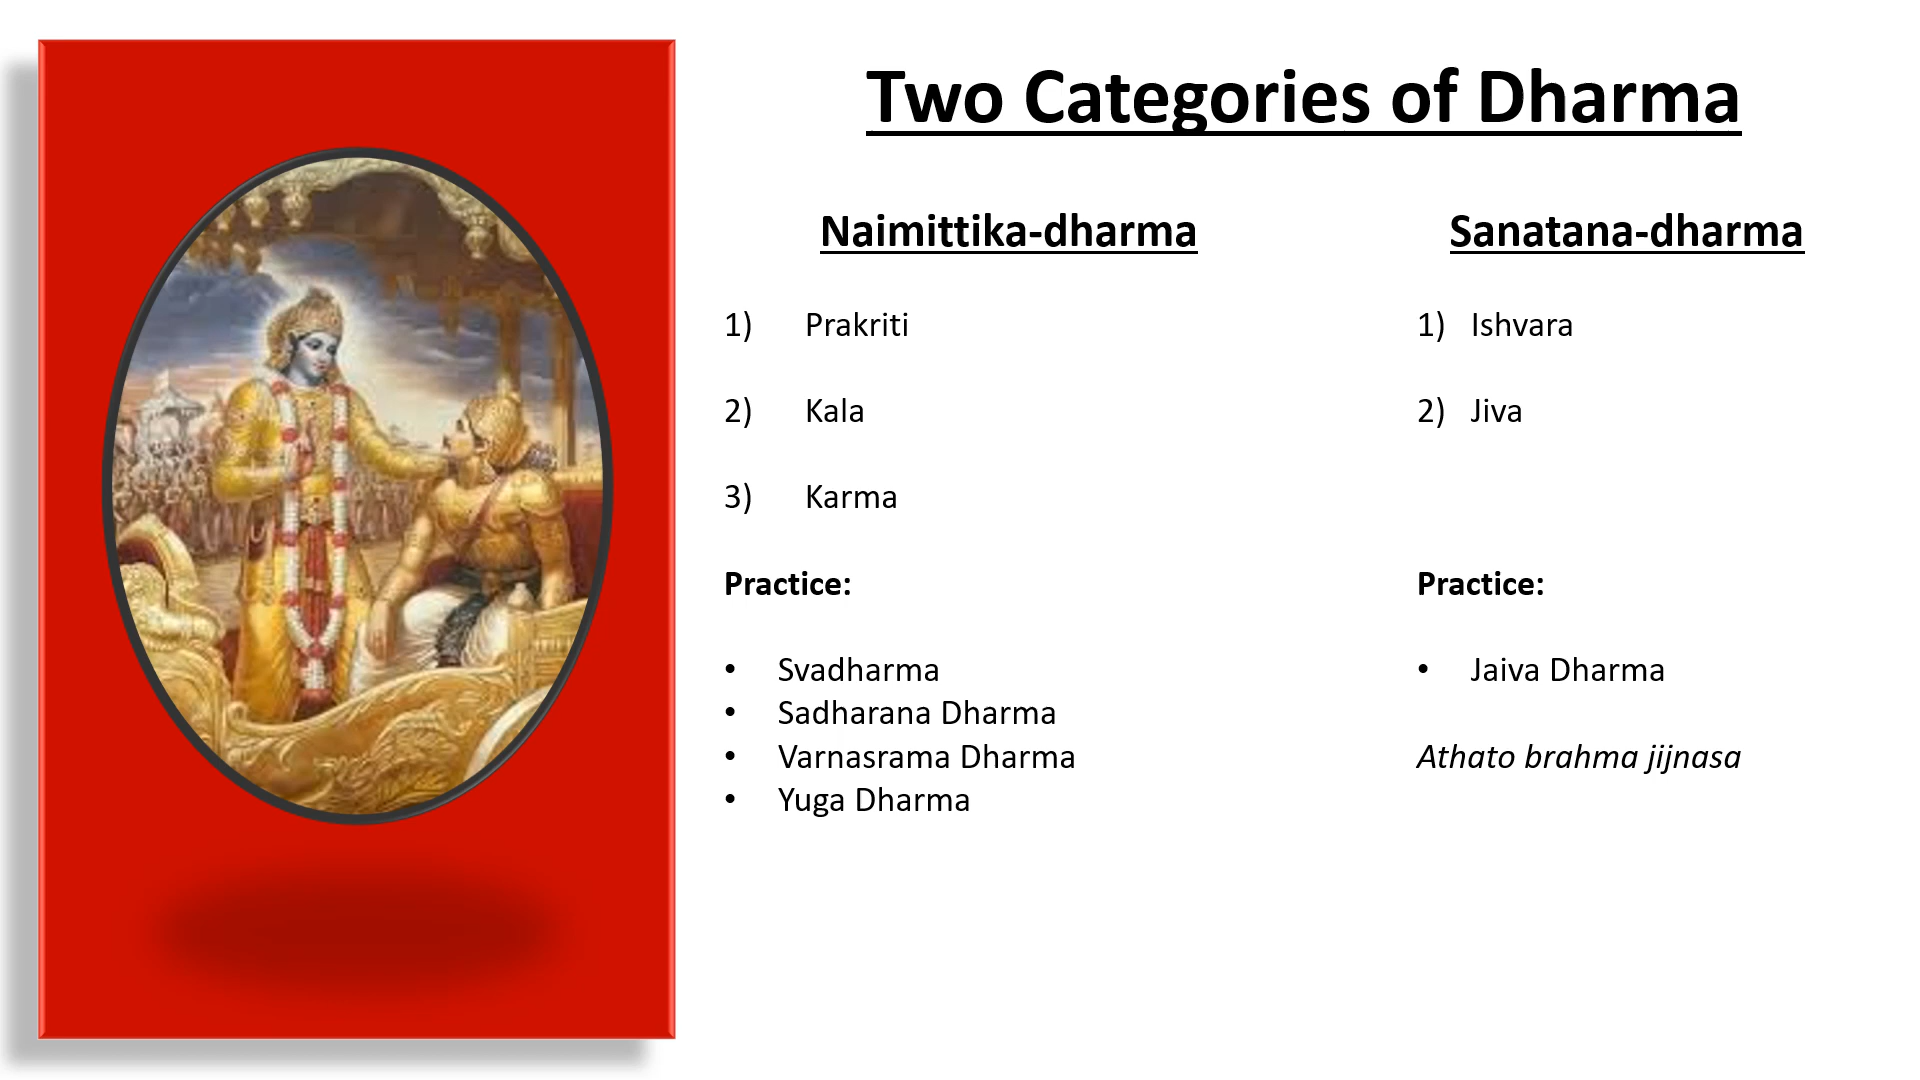 Two Categories of Dharma
Naimittika-dharma
1) Prakriti
2) Kala
3) Karma
Practice:
• Svadharma
• Sadharana Dharma
• Varnasrama Dharma
• Yuga Dharma
Sanatana-dharma
1) Ishvara
2) Jiva
Practice:
• Jaiva Dharma
Athato brahma jijnasa